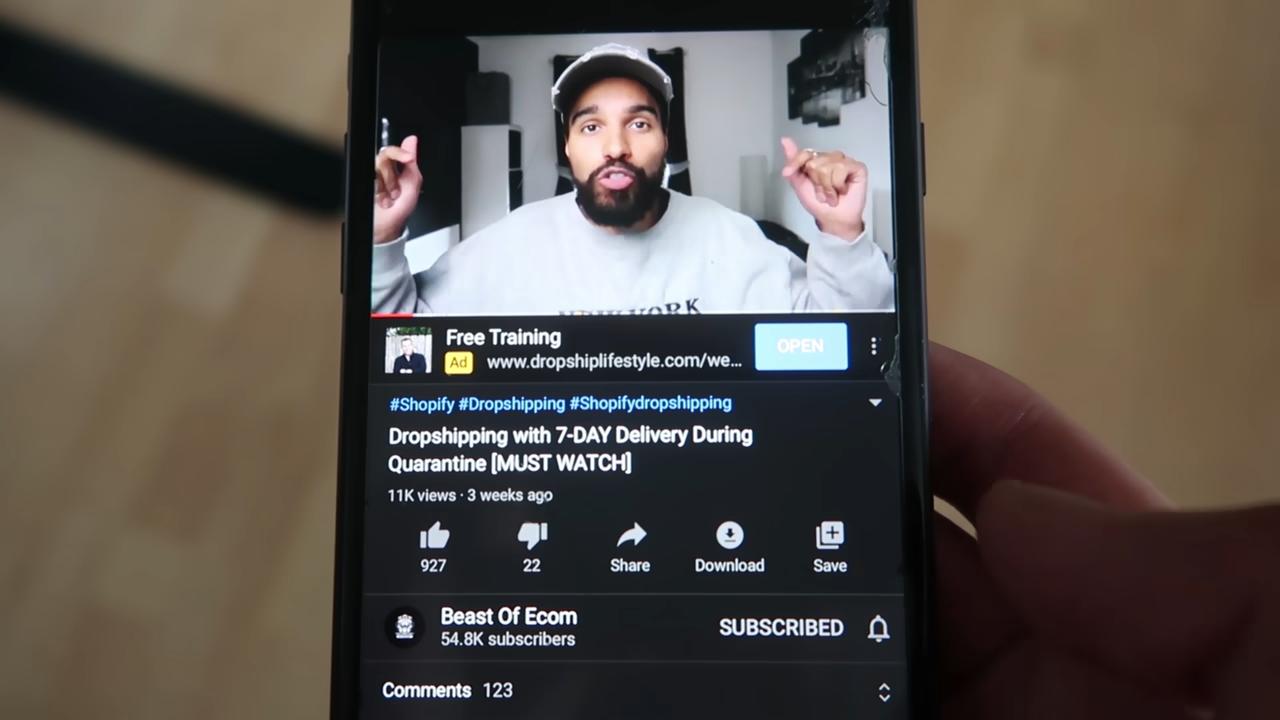 NEW YORK
Free Training
OPEN
Ad www.dropshiplifestyle.com/we...
#Shopify #Dropshipping #Shopifydropshipping
Dropshipping with 7-DAY Delivery During
Quarantine [MUST WATCH]
11K views · 3 weeks ago
927
22
Share
Download
Save
Beast Of Ecom
54.8K subscribers
SUBSCRIBED
Comments 123